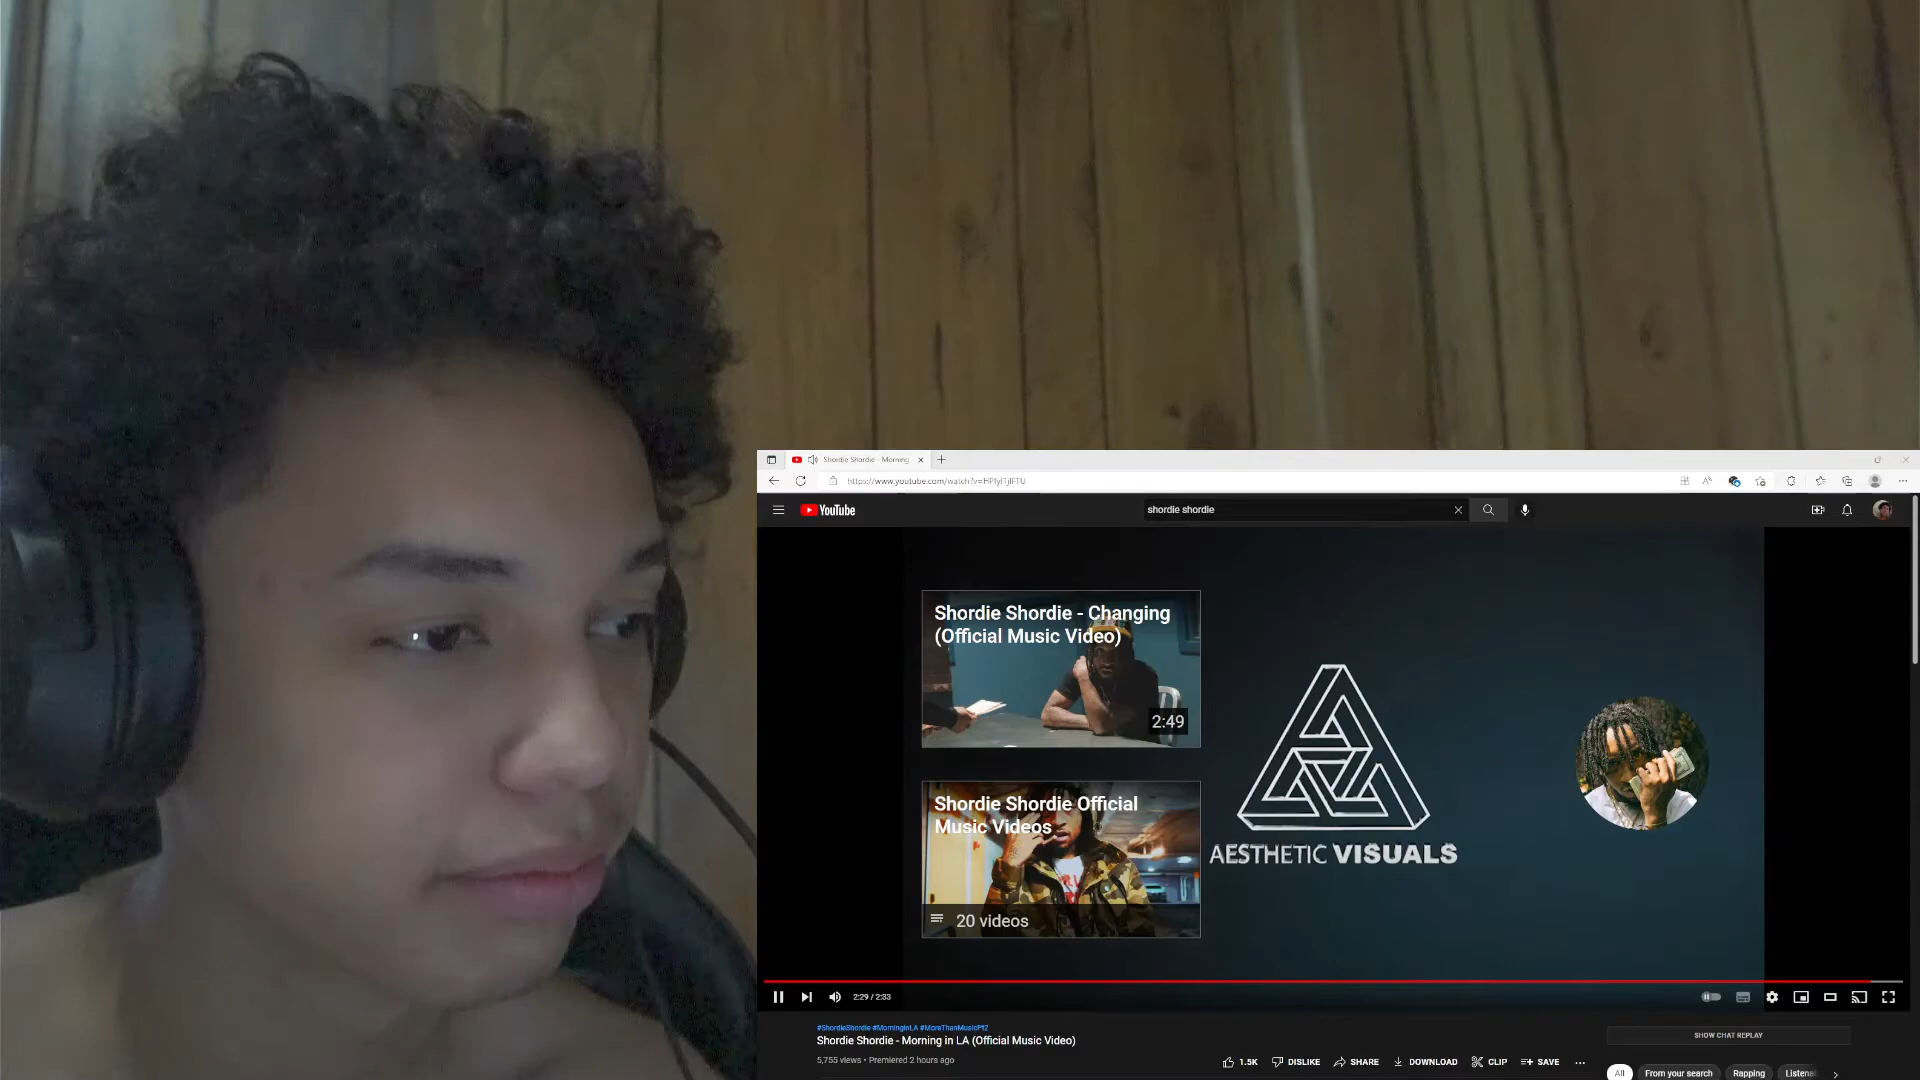 Shordie Shordie - Morning
https://www.youtube.com/watch?v=HPIylTjlFTU
YouTube
shordie shordie
Shordie Shordie - Changing
(Official Music Video)
2:49
Shordie Shordie Official
Music Videos
20 videos
AESTHETIC VISUALS
2:29 / 2:33
#ShordieShordie #MorningInLA #MoreThanMusicPt2
Shordie Shordie - Morning in LA (Official Music Video)
5,755 views • Premiered 2 hours ago
1.5K
DISLIKE
SHARE
DOWNLOAD
CLIP
SAVE
SHOW CHAT REPLAY
All
From your search
Rapping